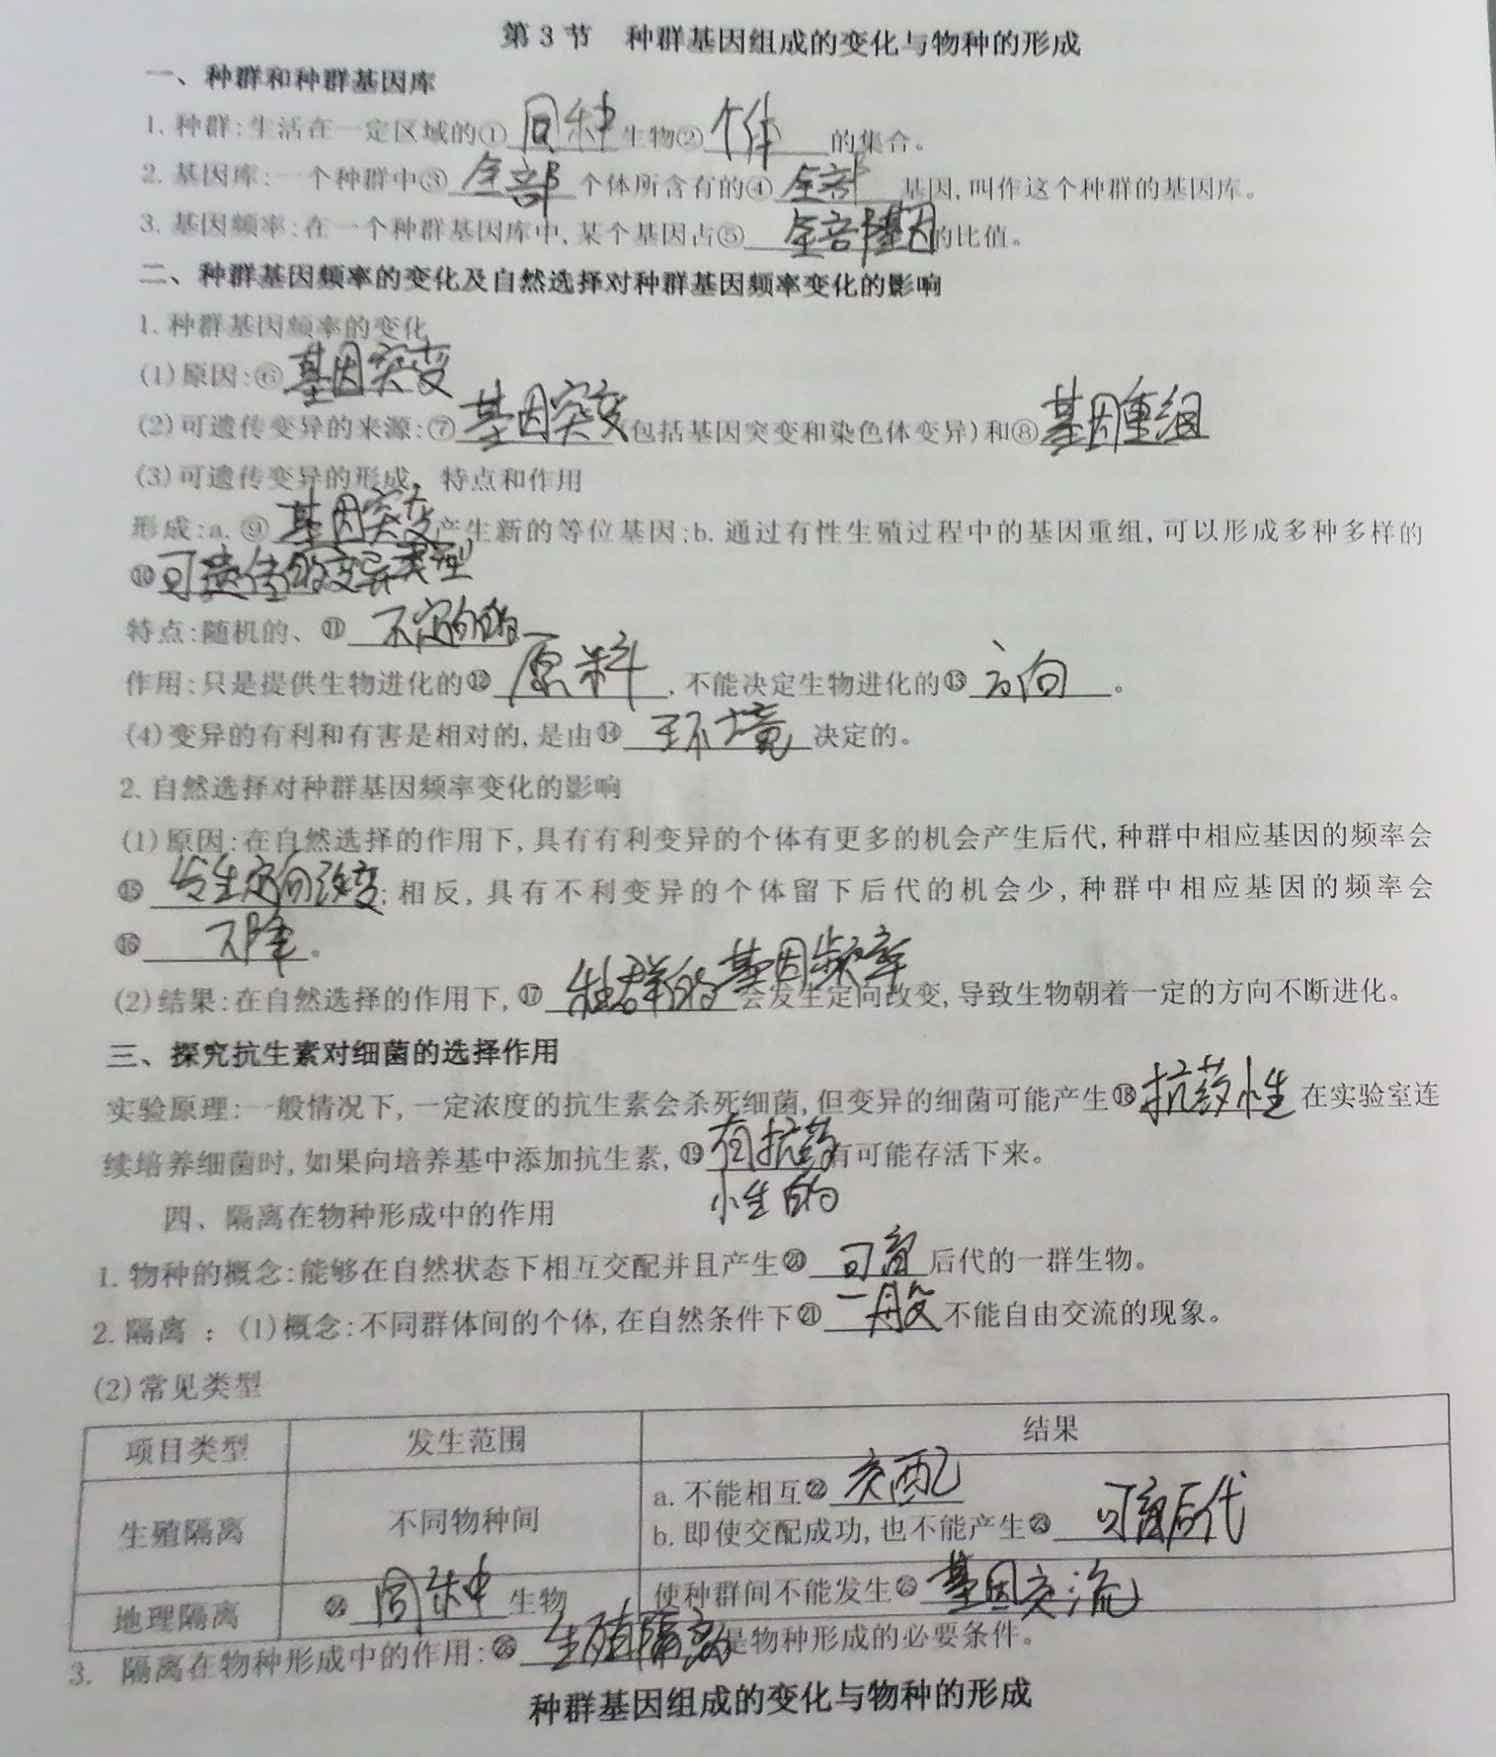 第3节 种群基因组成的变化与物种的形成
一、种群和种群基因库
1. 种群:生活在一定区域的①同种生物②个体的集合。
2. 基因库:一个种群中③全部个体所含有的④全部基因,叫作这个种群的基因库。
3. 基因频率:在一个种群基因库中,某个基因占⑤全部基因的比值。
二、种群基因频率的变化及自然选择对种群基因频率变化的影响
1. 种群基因频率的变化
(1)原因:⑥基因突变
(2)可遗传变异的来源:⑦基因突变(包括基因突变和染色体变异)和⑧基因重组
(3)可遗传变异的形成、特点和作用
形成:a. ⑨基因突变产生新的等位基因;b. 通过有性生殖过程中的基因重组,可以形成多种多样的
⑩可遗传的变异类型
特点:随机的、⑪不定向的
作用:只是提供生物进化的⑫原料,不能决定生物进化的⑬方向。
(4)变异的有利和有害是相对的,是由⑭环境决定的。
2. 自然选择对种群基因频率变化的影响
(1)原因:在自然选择的作用下,具有有利变异的个体有更多的机会产生后代,种群中相应基因的频率会
⑮发生定向改变;相反,具有不利变异的个体留下后代的机会少,种群中相应基因的频率会
⑯下降。
(2)结果:在自然选择的作用下,⑰种群的基因频率会发生定向改变,导致生物朝着一定的方向不断进化。
三、探究抗生素对细菌的选择作用
实验原理:一般情况下,一定浓度的抗生素会杀死细菌,但变异的细菌可能产生⑱抗药性在实验室连
续培养细菌时,如果向培养基中添加抗生素,⑲有抗药有可能存活下来。
性的
四、隔离在物种形成中的作用
1. 物种的概念:能够在自然状态下相互交配并且产生⑳可育后代的一群生物。
2. 隔离:(1)概念:不同群体间的个体,在自然条件下㉑一般不能自由交流的现象。
(2)常见类型
项目类型 发生范围 结果
生殖隔离 不同物种间 a. 不能相互㉒交配
b. 即使交配成功,也不能产生㉓可育后代
地理隔离 ㉔同种生物 使种群间不能发生㉕基因交流
3. 隔离在物种形成中的作用:㉖生殖隔离是物种形成的必要条件。
种群基因组成的变化与物种的形成